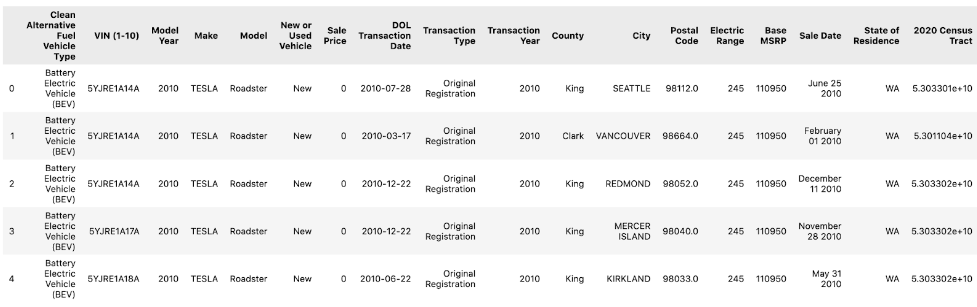 Clean Alternative Fuel Vehicle Type VIN (1-10) Model Year Make Model New or Used Vehicle Sale Price DOL Transaction Date Transaction Type Transaction Year County City Postal Code Electric Range Base MSRP Sale Date State of Residence 2020 Census Tract
0 Battery Electric Vehicle (BEV) 5YJRE1A14A 2010 TESLA Roadster New 0 2010-07-28 Original Registration 2010 King SEATTLE 98112.0 245 110950 June 25 2010 WA 5.303301e+10
1 Battery Electric Vehicle (BEV) 5YJRE1A14A 2010 TESLA Roadster New 0 2010-03-17 Original Registration 2010 Clark VANCOUVER 98664.0 245 110950 February 01 2010 WA 5.301104e+10
2 Battery Electric Vehicle (BEV) 5YJRE1A14A 2010 TESLA Roadster New 0 2010-12-22 Original Registration 2010 King REDMOND 98052.0 245 110950 December 11 2010 WA 5.303302e+10
3 Battery Electric Vehicle (BEV) 5YJRE1A17A 2010 TESLA Roadster New 0 2010-12-22 Original Registration 2010 King MERCER ISLAND 98040.0 245 110950 November 28 2010 WA 5.303302e+10
4 Battery Electric Vehicle (BEV) 5YJRE1A18A 2010 TESLA Roadster New 0 2010-06-22 Original Registration 2010 King KIRKLAND 98033.0 245 110950 May 31 2010 WA 5.303302e+10